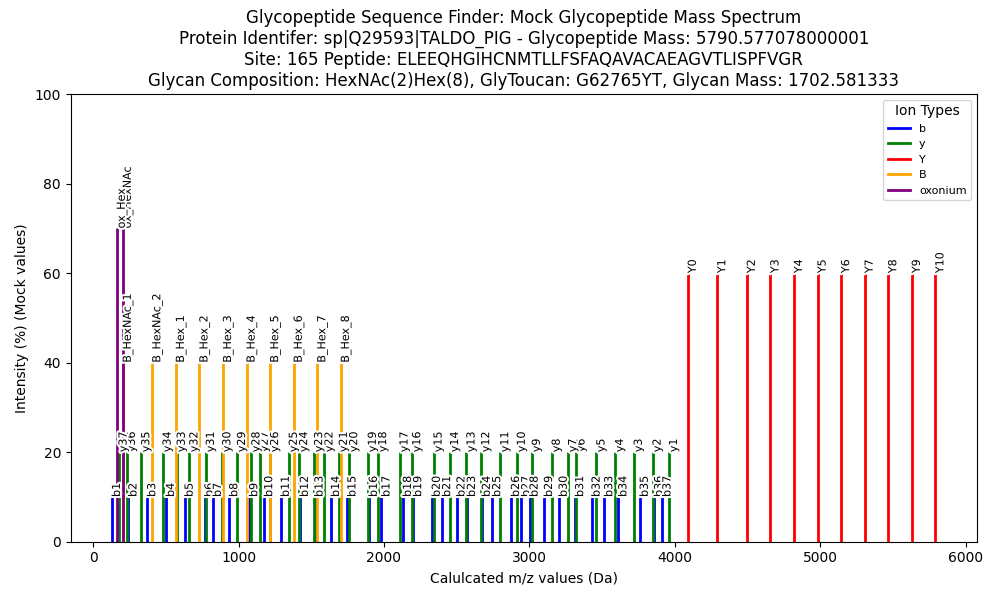 Glycopeptide Sequence Finder: Mock Glycopeptide Mass Spectrum
Protein Identifer: sp|Q29593|TALDO_PIG - Glycopeptide Mass: 5790.577078000001
Site: 165 Peptide: ELEEQHGIHCNMTLLFSFAQAVACAEAGVTLISPFVGR
Glycan Composition: HexNAc(2)Hex(8), GlyToucan: G62765YT, Glycan Mass: 1702.581333
Intensity (%) (Mock values)
100
80
60
40
20
0
Ion Types
b
y
Y
B
oxonium
ox_Hex
ox_HexNAc
B_HexNAc_1
B_HexNAc_2
B_Hex_1
B_Hex_2
B_Hex_3
B_Hex_4
B_Hex_5
B_Hex_6
B_Hex_7
B_Hex_8
Y0
Y1
Y2
Y3
Y4
Y5
Y6
Y7
Y8
Y9
Y10
y37
y36
y35
y34
y33
y32
y31
y30
y29
y28
y27
y26
y25
y24
y23
y22
y21
y20
y19
y18
y17
y16
y15
y14
y13
y12
y11
y10
y9
y8
y7
y6
y5
y4
y3
y2
y1
b1
b2
b3
b4
b5
b6
b7
b8
b9
b10
b11
b12
b13
b14
b15
b16
b17
b18
b19
b20
b21
b22
b23
b24
b25
b26
b27
b28
b29
b30
b31
b32
b33
b34
b35
b36
b37
0
1000
2000
3000
4000
5000
6000
Calulcated m/z values (Da)